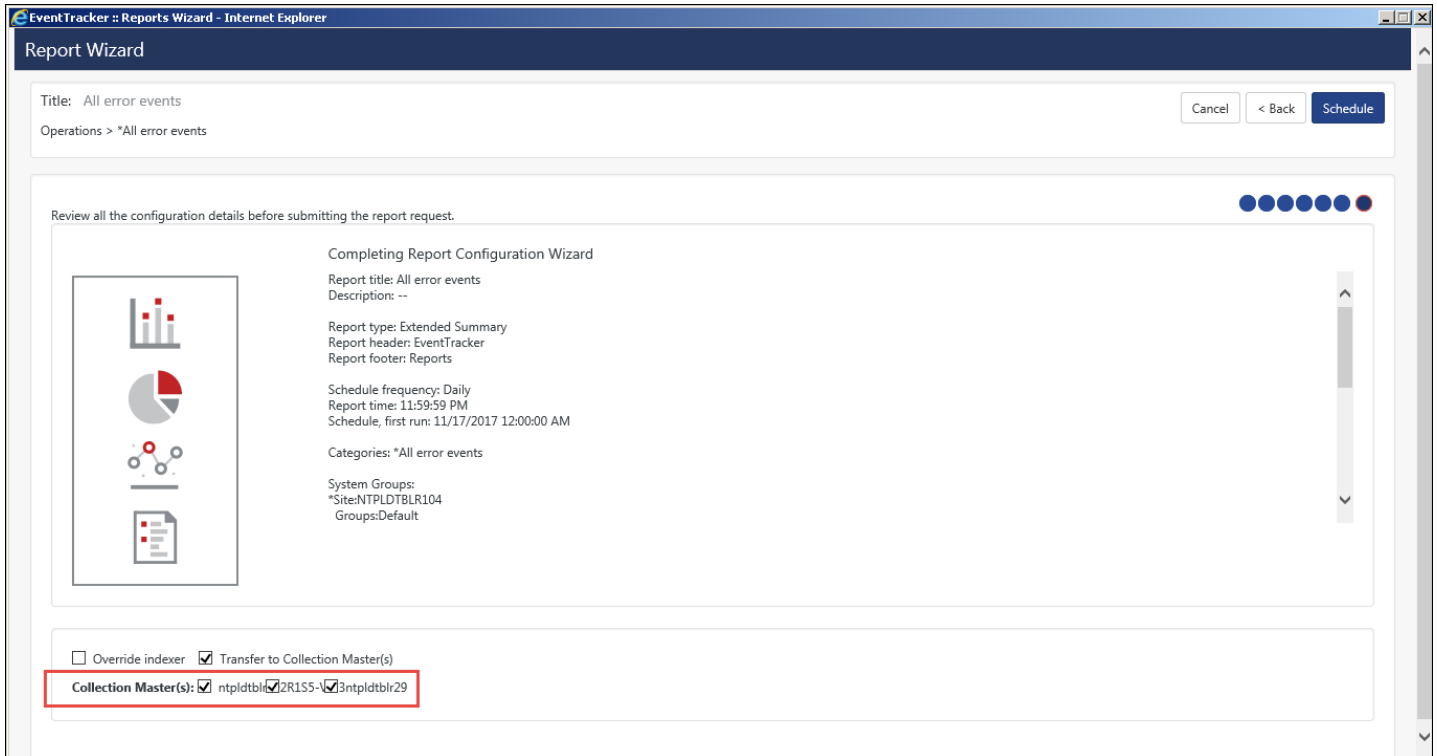 EventTracker :: Reports Wizard - Internet Explorer
Report Wizard
Title: All error events
Cancel < Back Schedule
Operations > *All error events
Review all the configuration details before submitting the report request.
Completing Report Configuration Wizard
Report title: All error events
Description: --
Report type: Extended Summary
Report header: EventTracker
Report footer: Reports
Schedule frequency: Daily
Report time: 11:59:59 PM
Schedule, first run: 11/17/2017 12:00:00 AM
Categories: *All error events
System Groups:
*Site:NTPLDTBLR104
Groups:Default
Override indexer Transfer to Collection Master(s)
Collection Master(s): 3ntpldtblr29